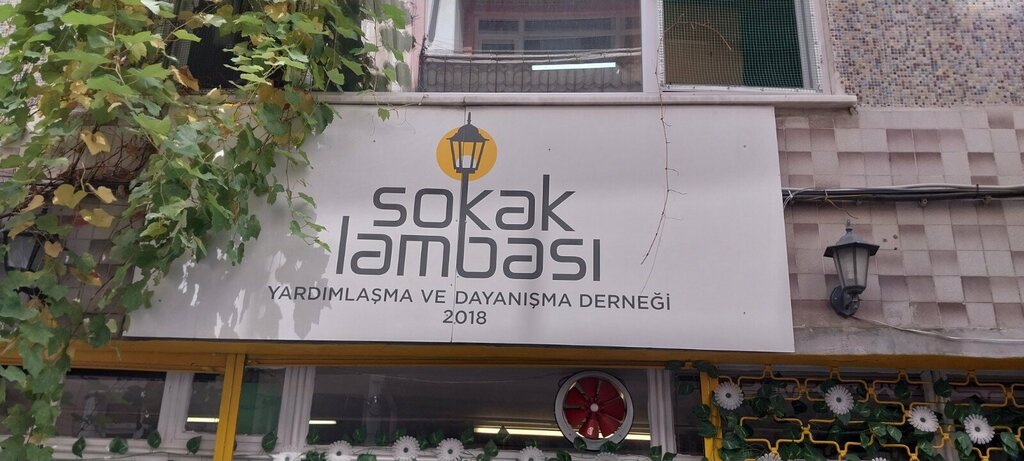 sokak
lambası
YARDIMLAŞMA VE DAYANIŞMA DERNEĞİ
2018